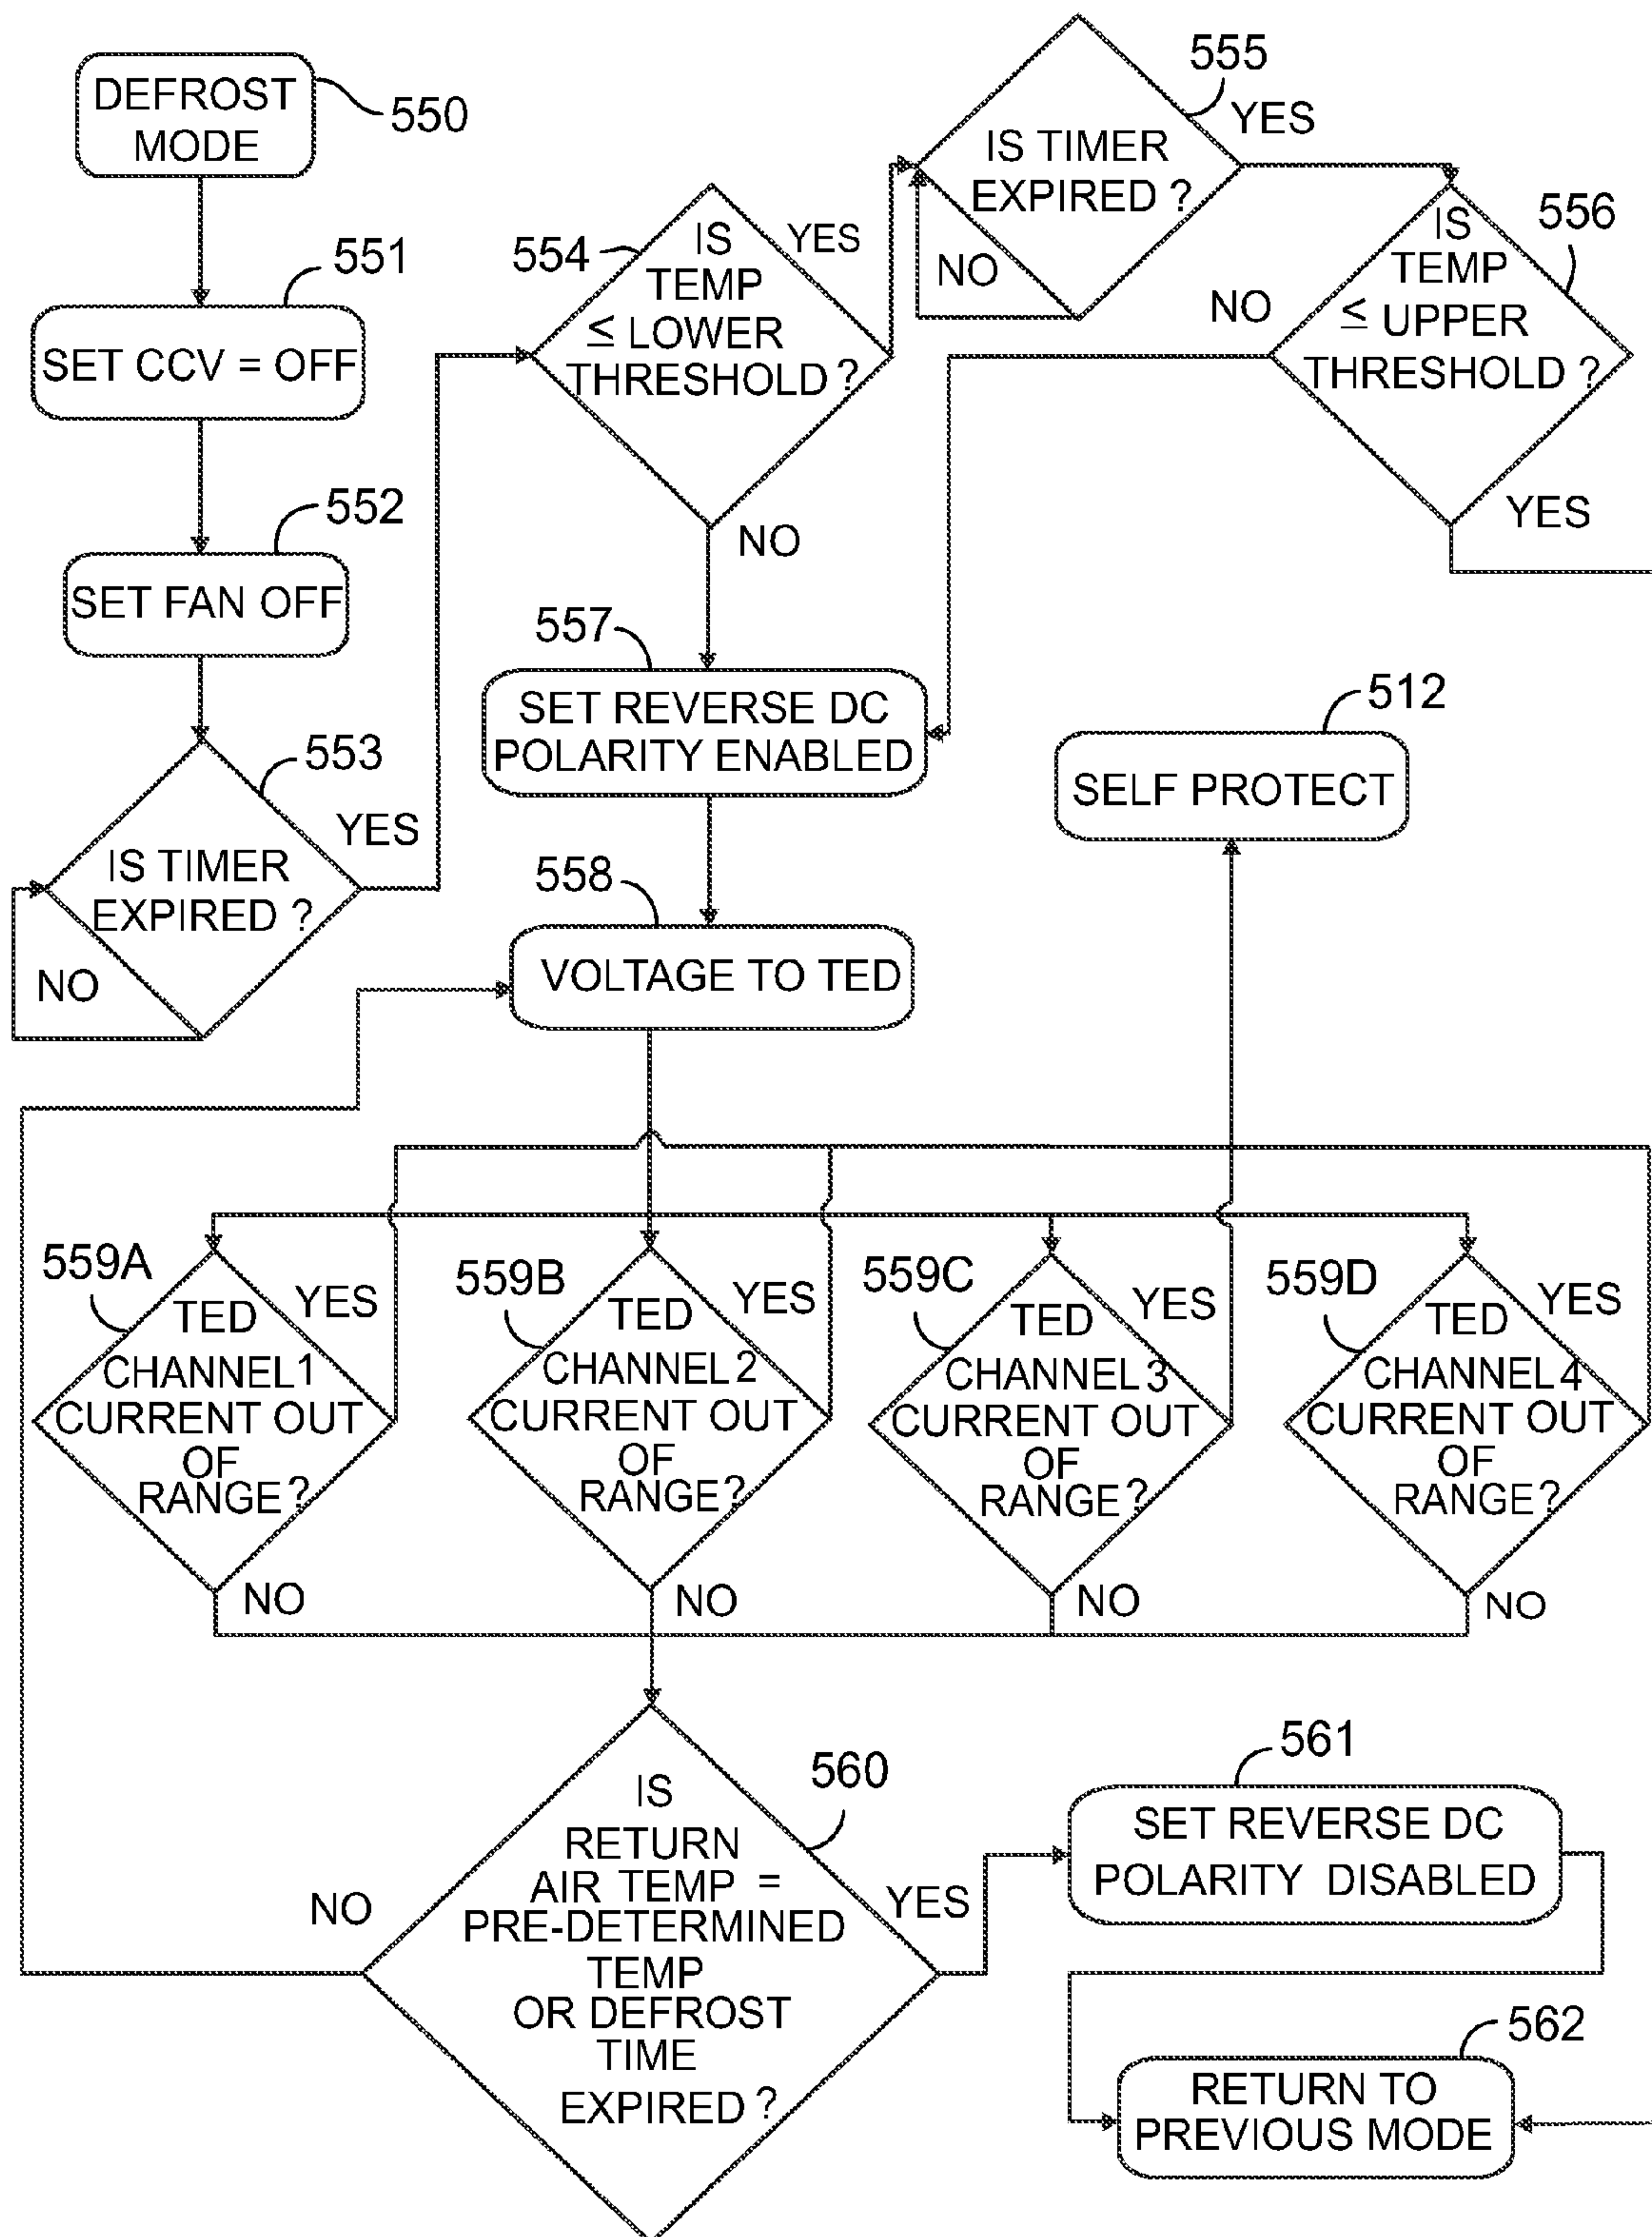 DEFROST
MODE
550
SET CCV = OFF
551
SET FAN OFF
552
IS TIMER
EXPIRED ?
553
YES
NO
IS
TEMP
≤ LOWER
THRESHOLD ?
554
YES
NO
IS TIMER
EXPIRED ?
555
YES
NO
IS
TEMP
≤ UPPER
THRESHOLD ?
556
NO
YES
557
SET REVERSE DC
POLARITY ENABLED
558
VOLTAGE TO TED
512
SELF PROTECT
559A
TED
CHANNEL 1
CURRENT OUT
OF
RANGE ?
YES
NO
559B
TED
CHANNEL 2
CURRENT OUT
OF
RANGE ?
YES
NO
559C
TED
CHANNEL 3
CURRENT OUT
OF
RANGE ?
YES
NO
559D
TED
CHANNEL 4
CURRENT OUT
OF
RANGE ?
YES
NO
560
IS
RETURN
AIR TEMP =
PRE-DETERMINED
TEMP
OR DEFROST
TIME
EXPIRED ?
NO
YES
561
SET REVERSE DC
POLARITY DISABLED
562
RETURN TO
PREVIOUS MODE